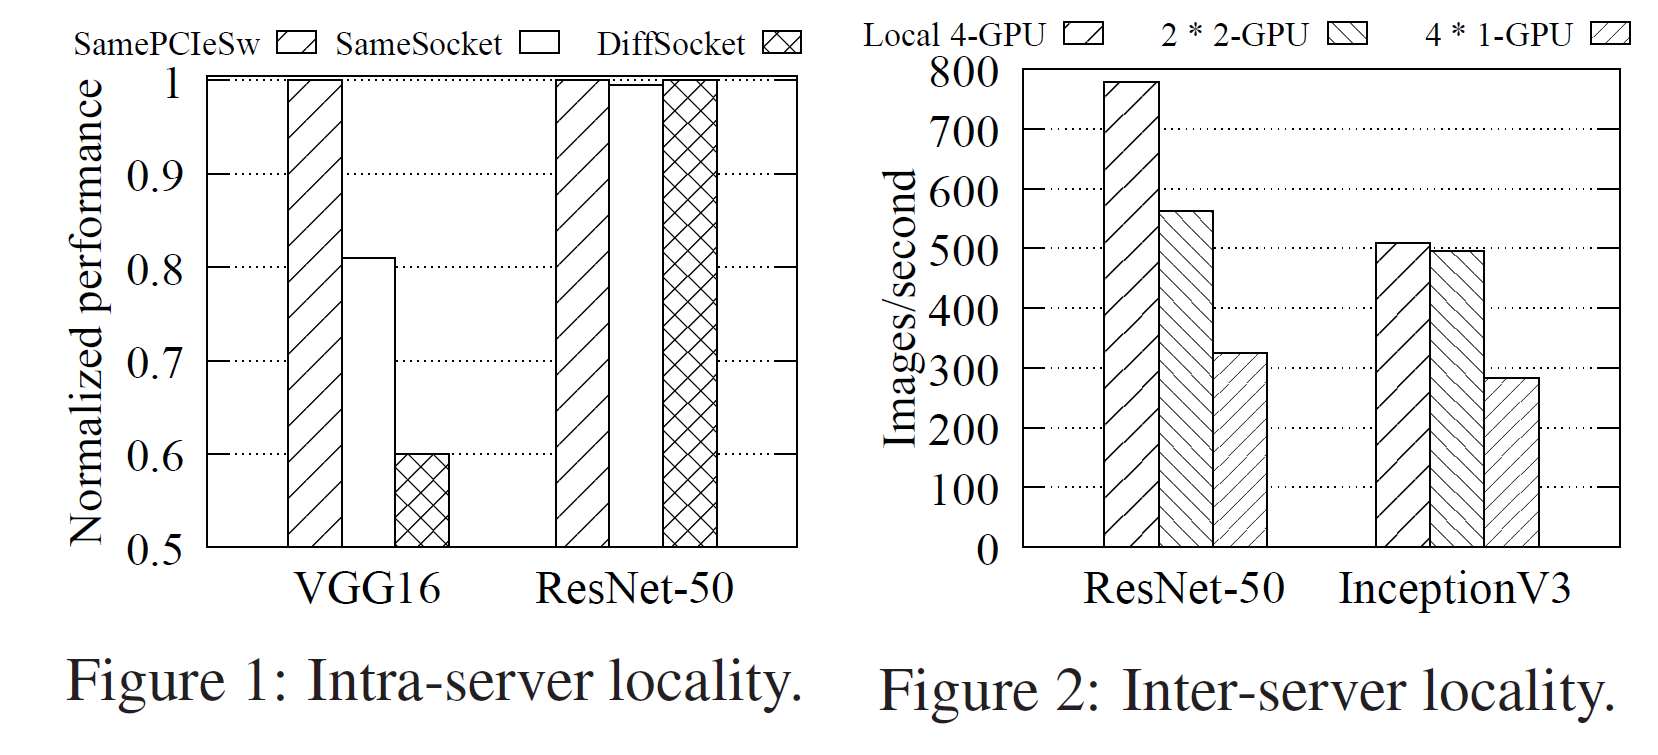 SamePCIeSw SameSocket DiffSocket
Normalized performance
1
0.9
0.8
0.7
0.6
0.5
VGG16 ResNet-50
Figure 1: Intra-server locality.
Local 4-GPU 2 * 2-GPU 4 * 1-GPU
Images/second
800
700
600
500
400
300
200
100
0
ResNet-50 InceptionV3
Figure 2: Inter-server locality.